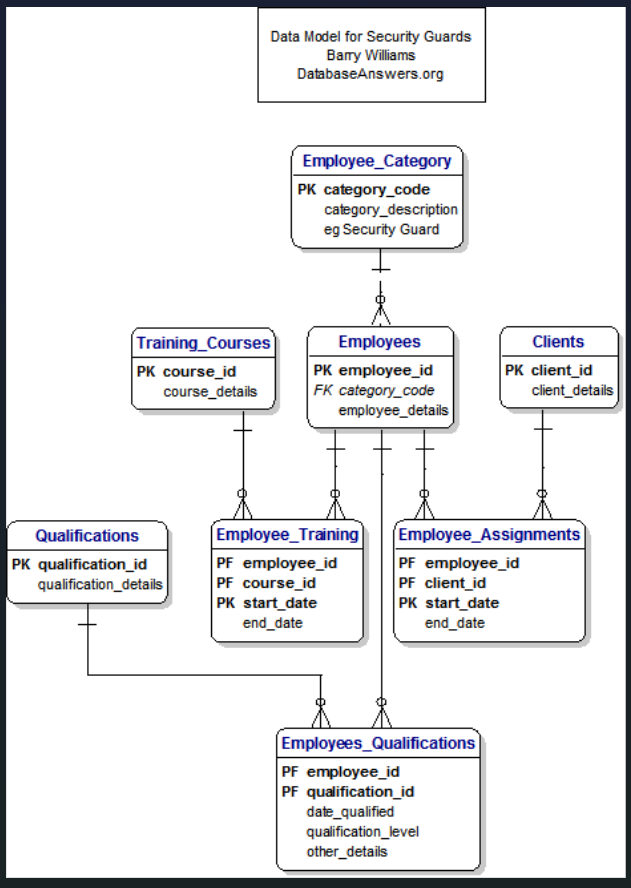 Data Model for Security Guards
Barry Williams
DatabaseAnswers.org
Employee_Category
PK category_code
category_description
eg Security Guard
Training_Courses
PK course_id
course_details
Employees
PK employee_id
FK category_code
employee_details
Clients
PK client_id
client_details
Qualifications
PK qualification_id
qualification_details
Employee_Training
PF employee_id
PF course_id
PK start_date
end_date
Employee_Assignments
PF employee_id
PF client_id
PK start_date
end_date
Employees_Qualifications
PF employee_id
PF qualification_id
date_qualified
qualification_level
other_details